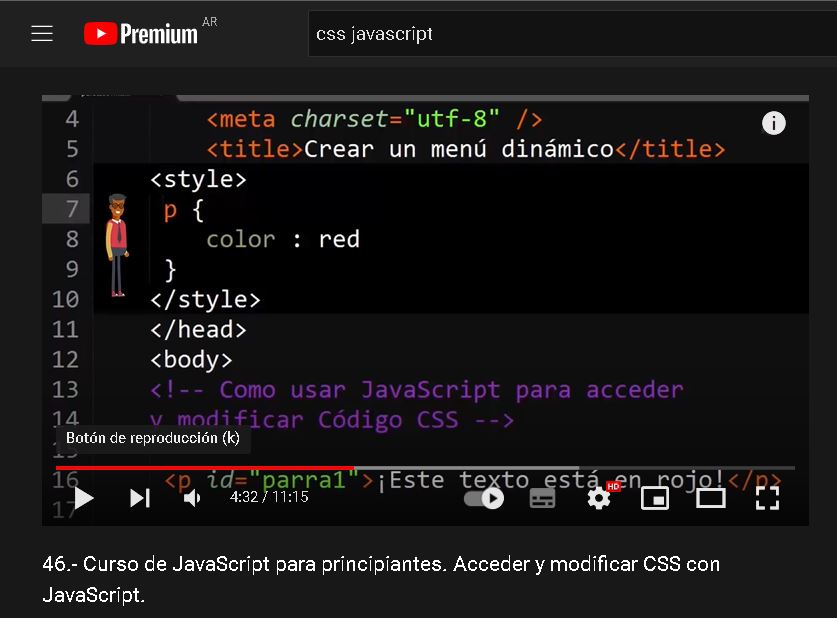 Premium AR
css javascript
4 <meta charset="utf-8" />
5 <title>Crear un menú dinámico</title>
6 <style>
7 p {
8 color : red
9 }
10 </style>
11 </head>
12 <body>
13 <!-- Como usar JavaScript para acceder
14 y modificar Código CSS -->
Botón de reproducción (k)
15
16 <p id="parra1">¡Este texto está en rojo!</p>
17
4:32 / 11:15
HD
46.- Curso de JavaScript para principiantes. Acceder y modificar CSS con
JavaScript.